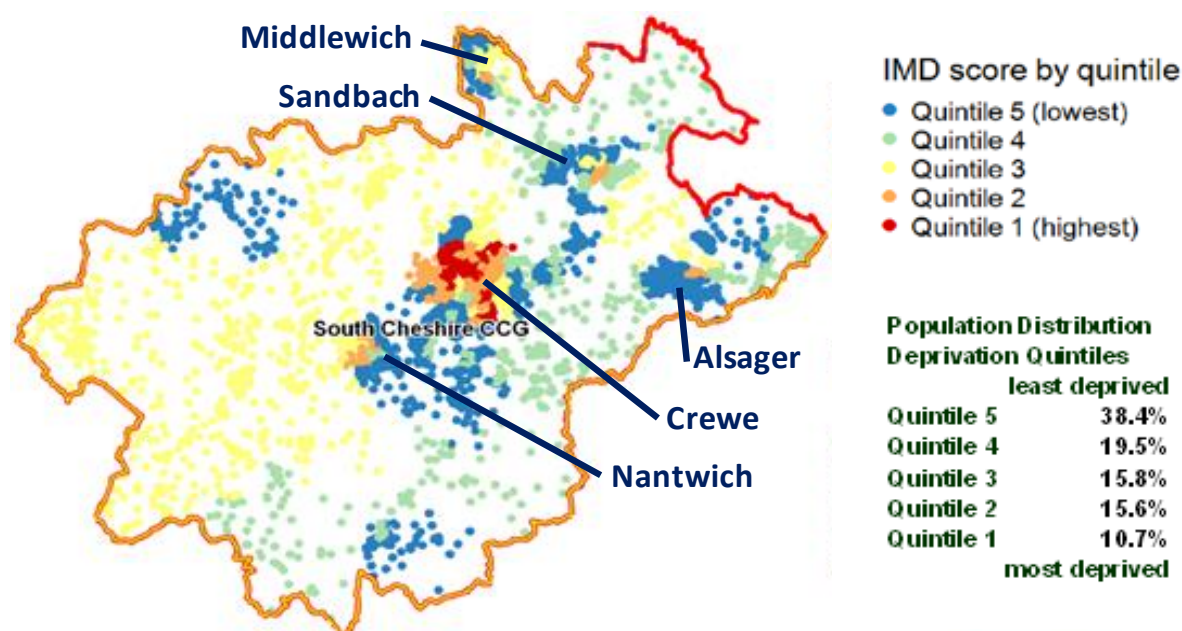 Middlewich
Sandbach
South Cheshire CCG
Alsager
Crewe
Nantwich
IMD score by quintile
Quintile 5 (lowest)
Quintile 4
Quintile 3
Quintile 2
Quintile 1 (highest)
Population Distribution
Deprivation Quintiles
least deprived
Quintile 5 38.4%
Quintile 4 19.5%
Quintile 3 15.8%
Quintile 2 15.6%
Quintile 1 10.7%
most deprived